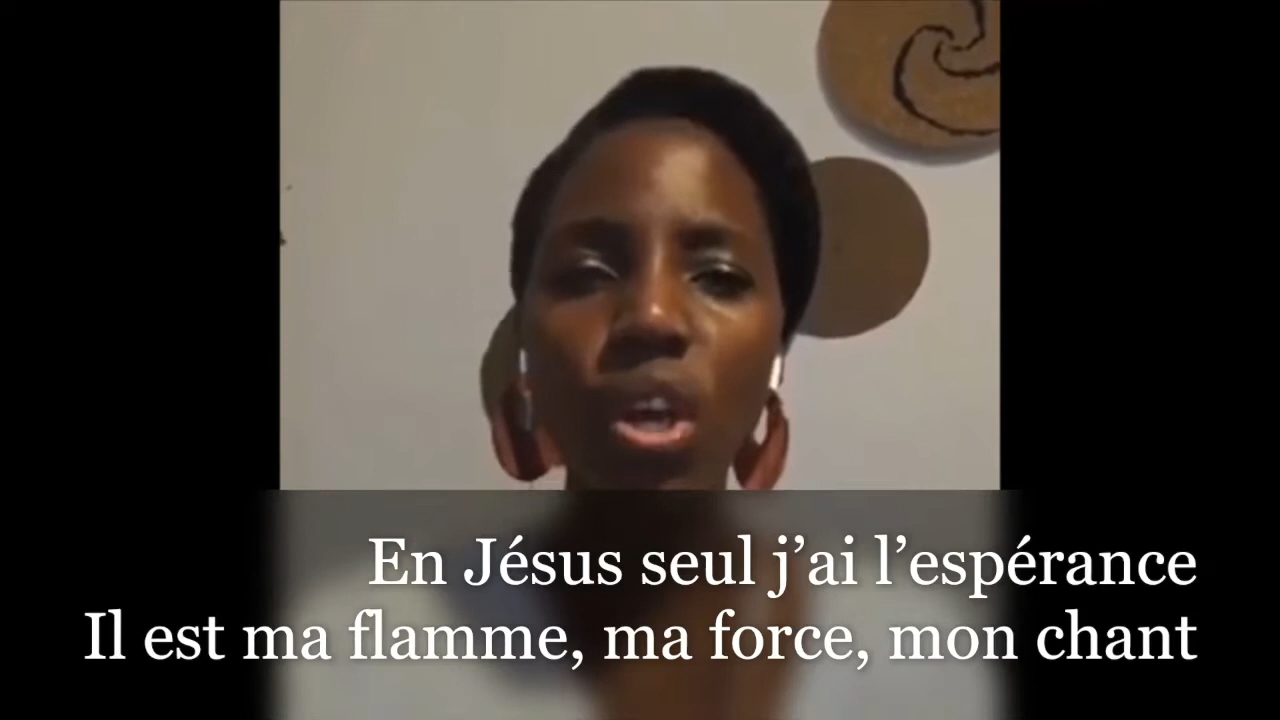 En Jésus seul j’ai l’espérance
Il est ma flamme, ma force, mon chant